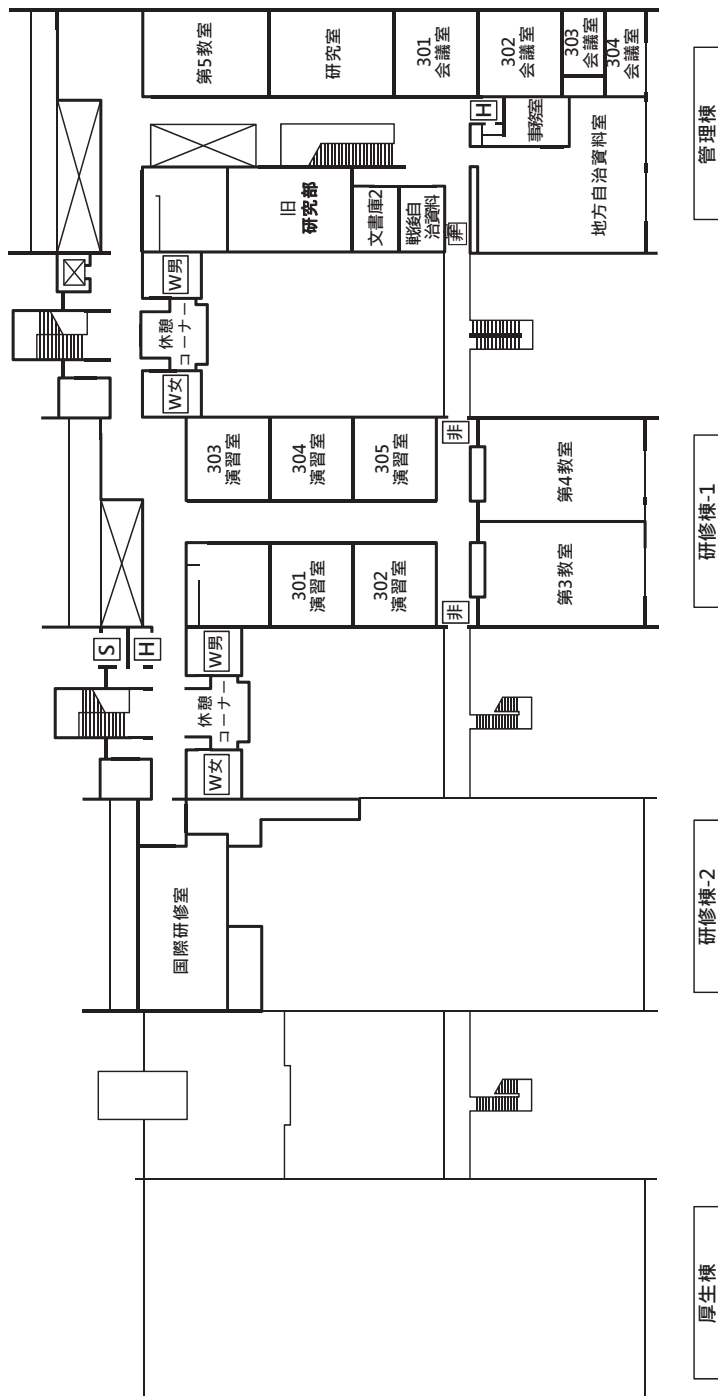 厚生棟
研修棟-2
研修棟-1
管理棟
国際研修室
W女
休憩
コーナー
W男
S
H
301
演習室
302
演習室
303
演習室
304
演習室
305
演習室
非
非
第3教室
第4教室
W女
休憩
コーナー
W男
旧
研究部
文書庫2
戦後自
治資料
室
非
H
事務室
地方自治資料室
第5教室
研究室
301
会議室
302
会議室
303
会議室
304
会議室